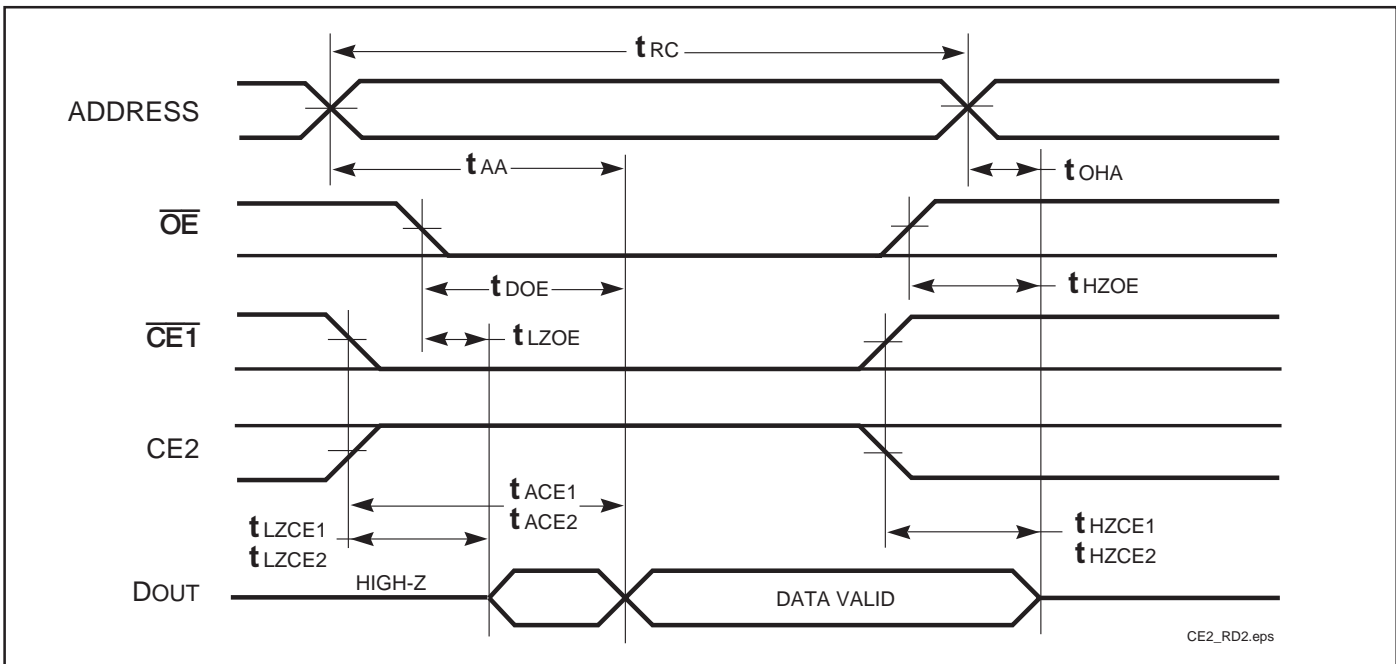 tRC
ADDRESS
tAA
tOHA
OE
tDOE
tHZOE
CE1
tLZOE
CE2
tACE1
tACE2
tLZCE1
tLZCE2
tHZCE1
tHZCE2
HIGH-Z
DOUT
DATA VALID
CE2_RD2.eps